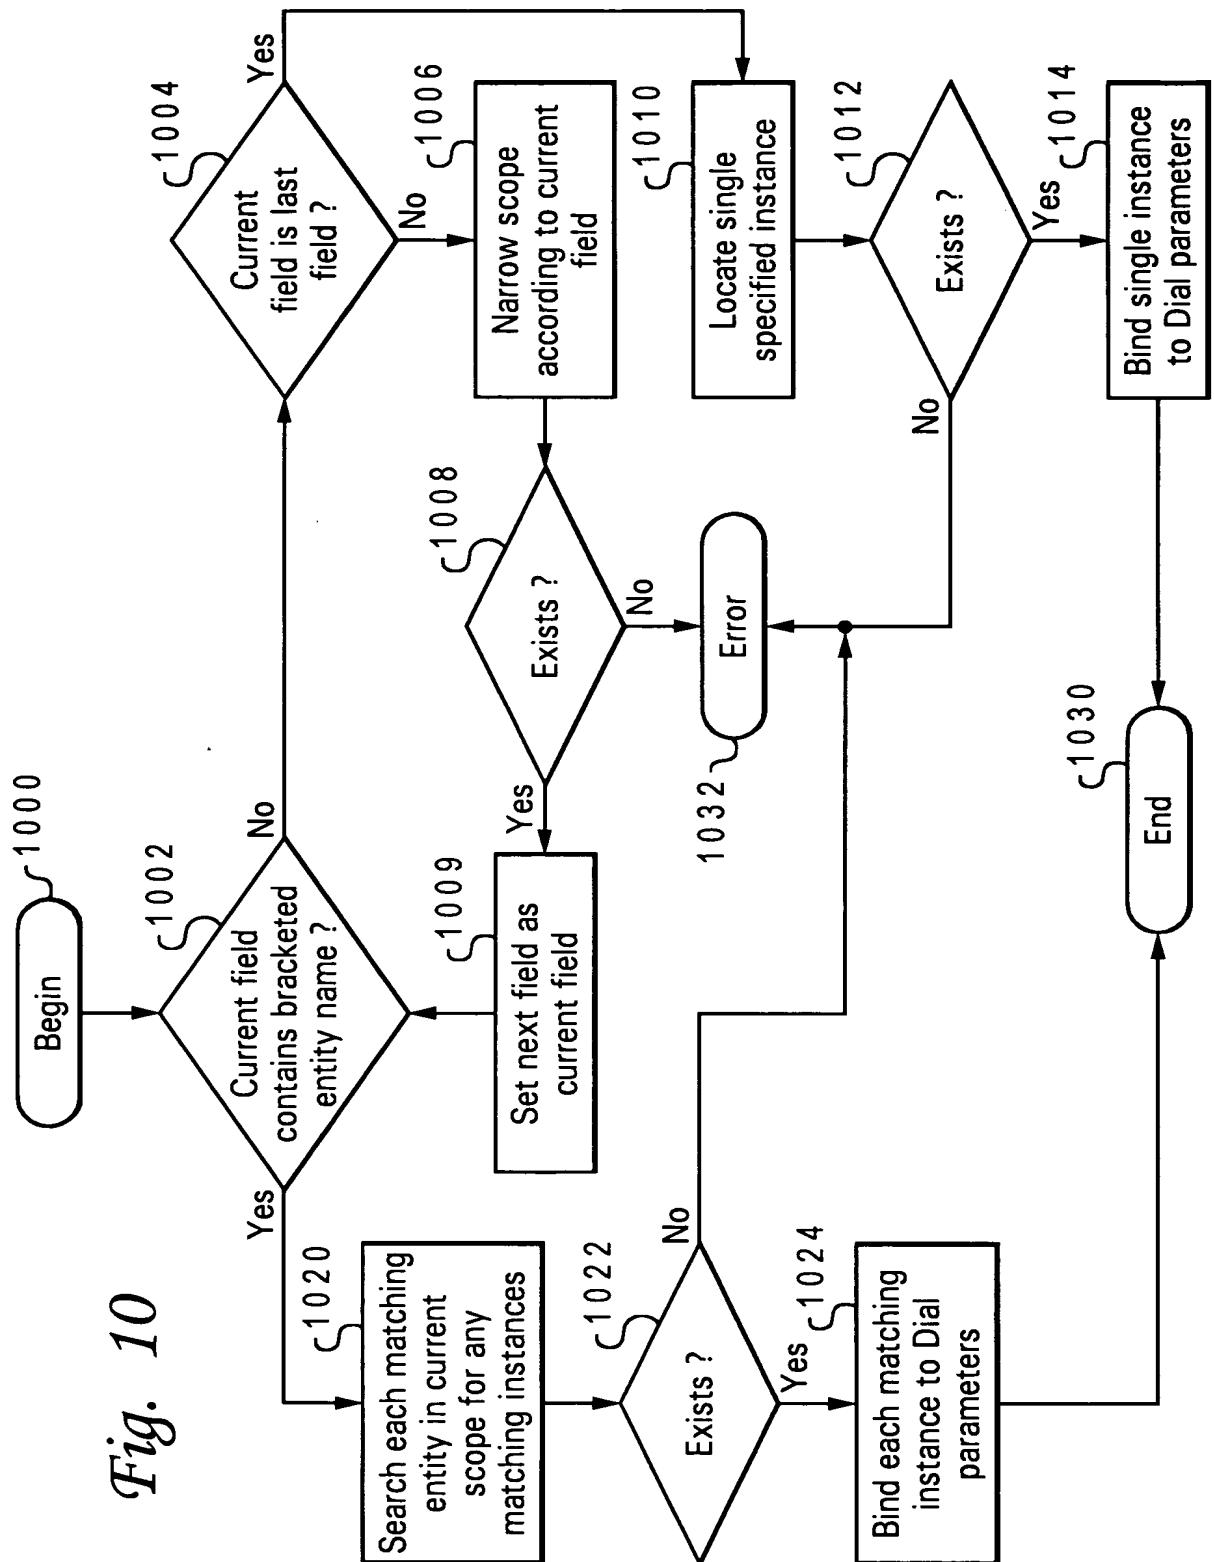 Fig. 10
Begin
1000
Current field
contains bracketed
entity name ?
1002
Yes
No
Current
field is last
field ?
1004
Yes
No
Narrow scope
according to current
field
1006
Exists ?
1008
Yes
No
Set next field as
current field
1009
Error
1032
Locate single
specified instance
1010
Exists ?
1012
No
Yes
Bind single instance
to Dial parameters
1014
Search each matching
entity in current
scope for any
matching instances
1020
Exists ?
1022
No
Yes
Bind each matching
instance to Dial
parameters
1024
End
1030